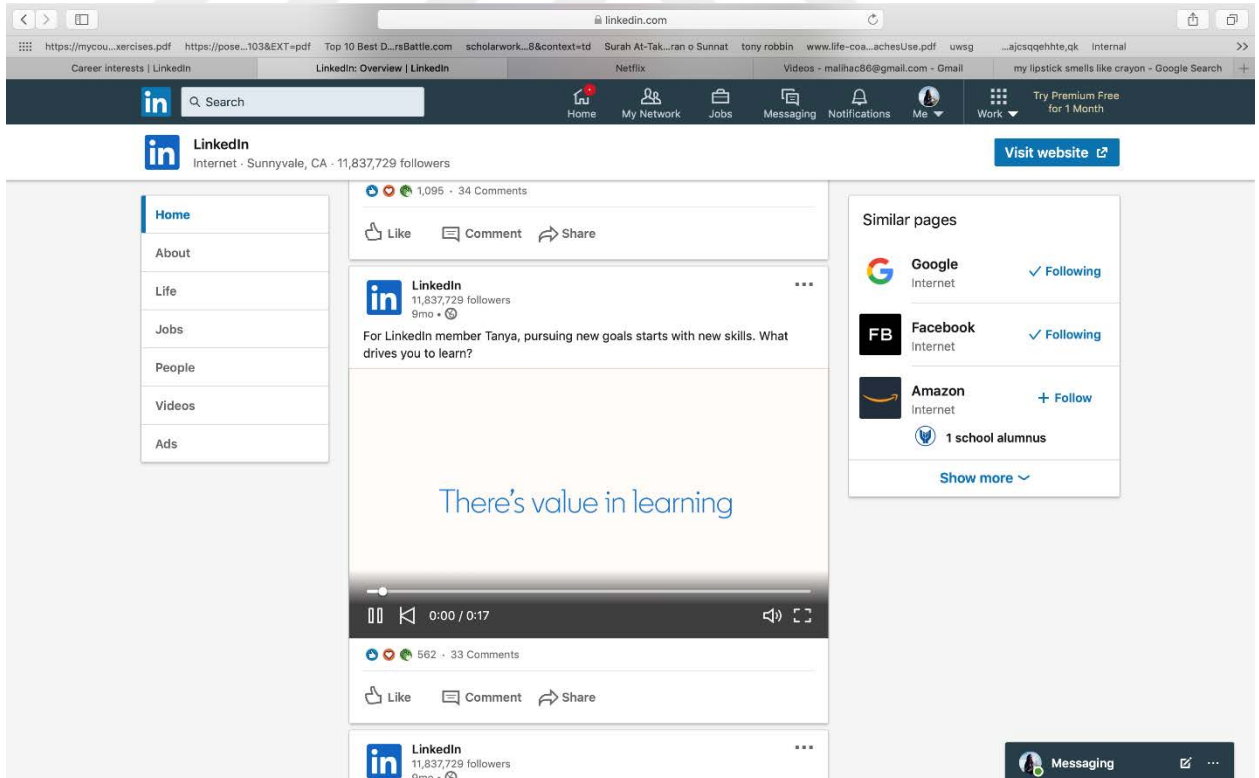 linkedin.com
https://mycou...xercises.pdf https://pose...103&EXT=pdf Top 10 Best D...rsBattle.com scholarwork...8&context=td Surah At-Tak...ran o Sunnat tony robbin www.life-coa...achesUse.pdf uwsg ...ajcsqqehhte,qk Internal >>
Career interests | LinkedIn LinkedIn: Overview | LinkedIn Netflix Videos - malihac86@gmail.com - Gmail my lipstick smells like crayon - Google Search +
in Search Home My Network Jobs Messaging Notifications Me Work Try Premium Free
for 1 Month
in LinkedIn
Internet · Sunnyvale, CA · 11,837,729 followers
Visit website
Home
About
Life
Jobs
People
Videos
Ads
1,095 · 34 Comments
Like Comment Share
in LinkedIn
11,837,729 followers
9mo •
For LinkedIn member Tanya, pursuing new goals starts with new skills. What
drives you to learn?
There's value in learning
0:00 / 0:17
562 · 33 Comments
Like Comment Share
in LinkedIn
11,837,729 followers
9mo •
Similar pages
G Google
Internet
Following
FB Facebook
Internet
Following
Amazon
Internet
+ Follow
1 school alumnus
Show more
Messaging